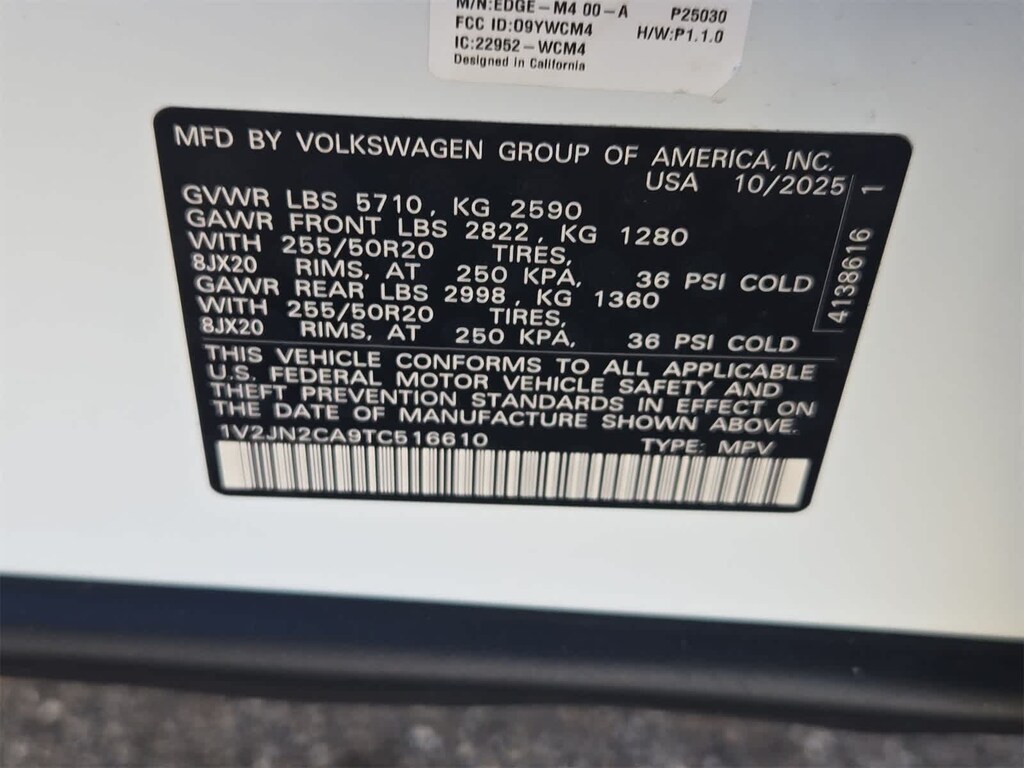 M/N:EDGE-M4 00-A P25030
FCC ID:O9YWCM4 H/W:P1.1.0
IC:22952-WCM4
Designed in California
MFD BY VOLKSWAGEN GROUP OF AMERICA, INC.
USA 10/2025
GVWR LBS 5710, KG 2590
GAWR FRONT LBS 2822, KG 1280
WITH 255/50R20 TIRES,
8JX20 RIMS, AT 250 KPA, 36 PSI COLD
GAWR REAR LBS 2998, KG 1360
WITH 255/50R20 TIRES,
8JX20 RIMS, AT 250 KPA, 36 PSI COLD
4138616 1
THIS VEHICLE CONFORMS TO ALL APPLICABLE
U.S. FEDERAL MOTOR VEHICLE SAFETY AND
THEFT PREVENTION STANDARDS IN EFFECT ON
THE DATE OF MANUFACTURE SHOWN ABOVE.
1V2JN2CA9TC516610 TYPE: MPV